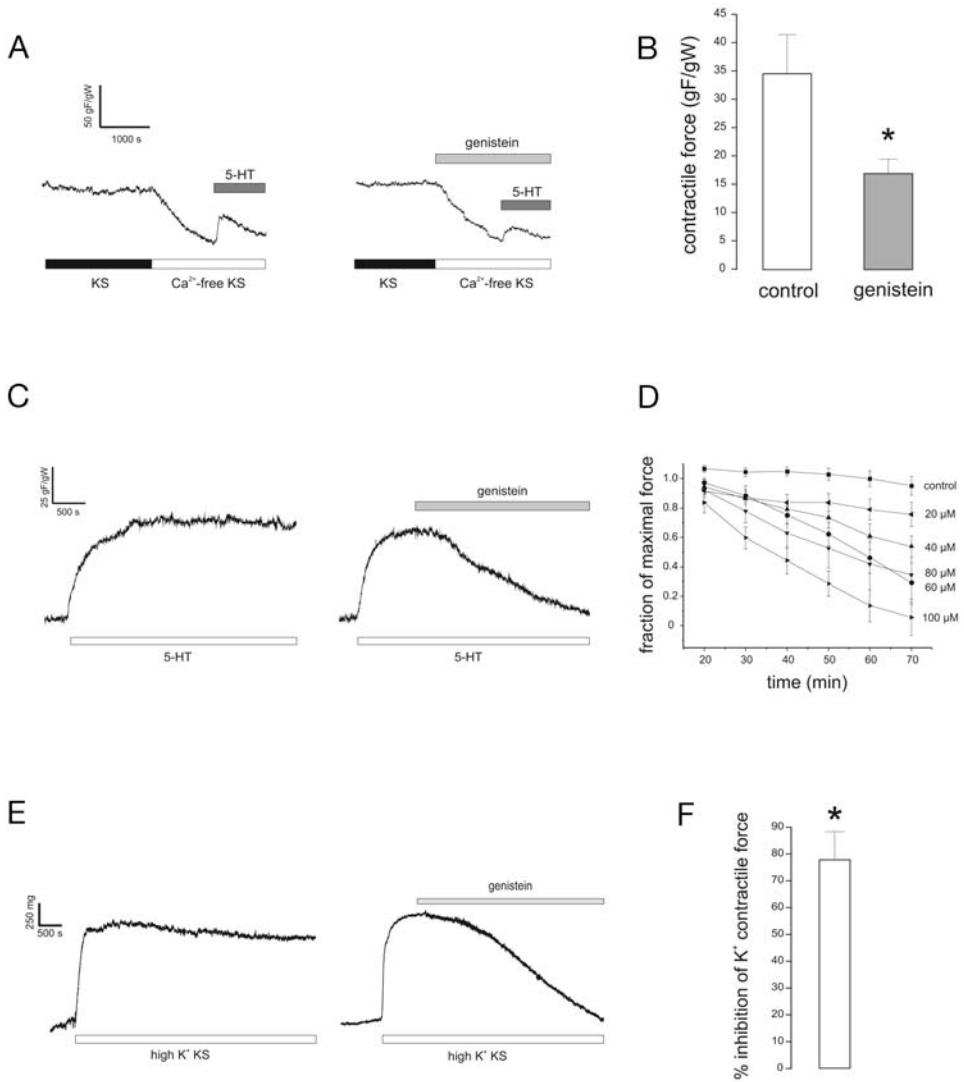 A
50 gF/gW
1000 s
5-HT
KS
Ca²⁺-free KS
genistein
5-HT
KS
Ca²⁺-free KS
B
contractile force (gF/gW)
45
40
35
30
25
20
15
10
5
0
*
control
genistein
C
25 gF/gW
500 s
5-HT
genistein
5-HT
D
fraction of maximal force
1.0
0.8
0.6
0.4
0.2
0
20
30
40
50
60
70
time (min)
control
20 µM
40 µM
80 µM
60 µM
100 µM
E
250 mg
500 s
high K⁺ KS
genistein
high K⁺ KS
F
% inhibition of K⁺ contractile force
90
80
70
60
50
40
30
20
10
0
*